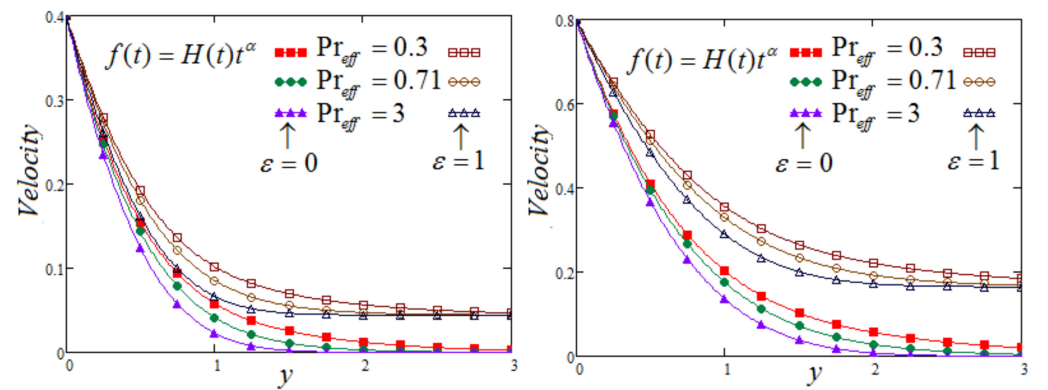 0.4
f(t) = H(t)t^α
Pr_eff = 0.3
Pr_eff = 0.71
Pr_eff = 3
ε = 0
ε = 1
0.3
0.2
0.1
0
Velocity
0
1
2
3
y
0.8
f(t) = H(t)t^α
Pr_eff = 0.3
Pr_eff = 0.71
Pr_eff = 3
ε = 0
ε = 1
0.6
0.4
0.2
0
Velocity
0
1
2
3
y